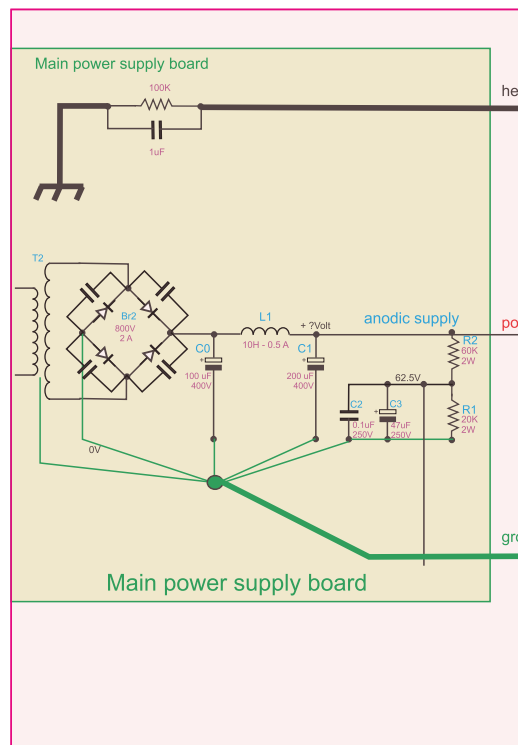 Main power supply board
100K
he
1uF
T2
Br2
800V
2 A
L1
10H - 0.5 A
+ ?Volt
anodic supply
po
C0
+
100 uF
400V
C1
+
200 uF
400V
R2
60K
2W
62.5V
C2
0.1uF
250V
C3
+
47uF
250V
R1
20K
2W
0V
gro
Main power supply board